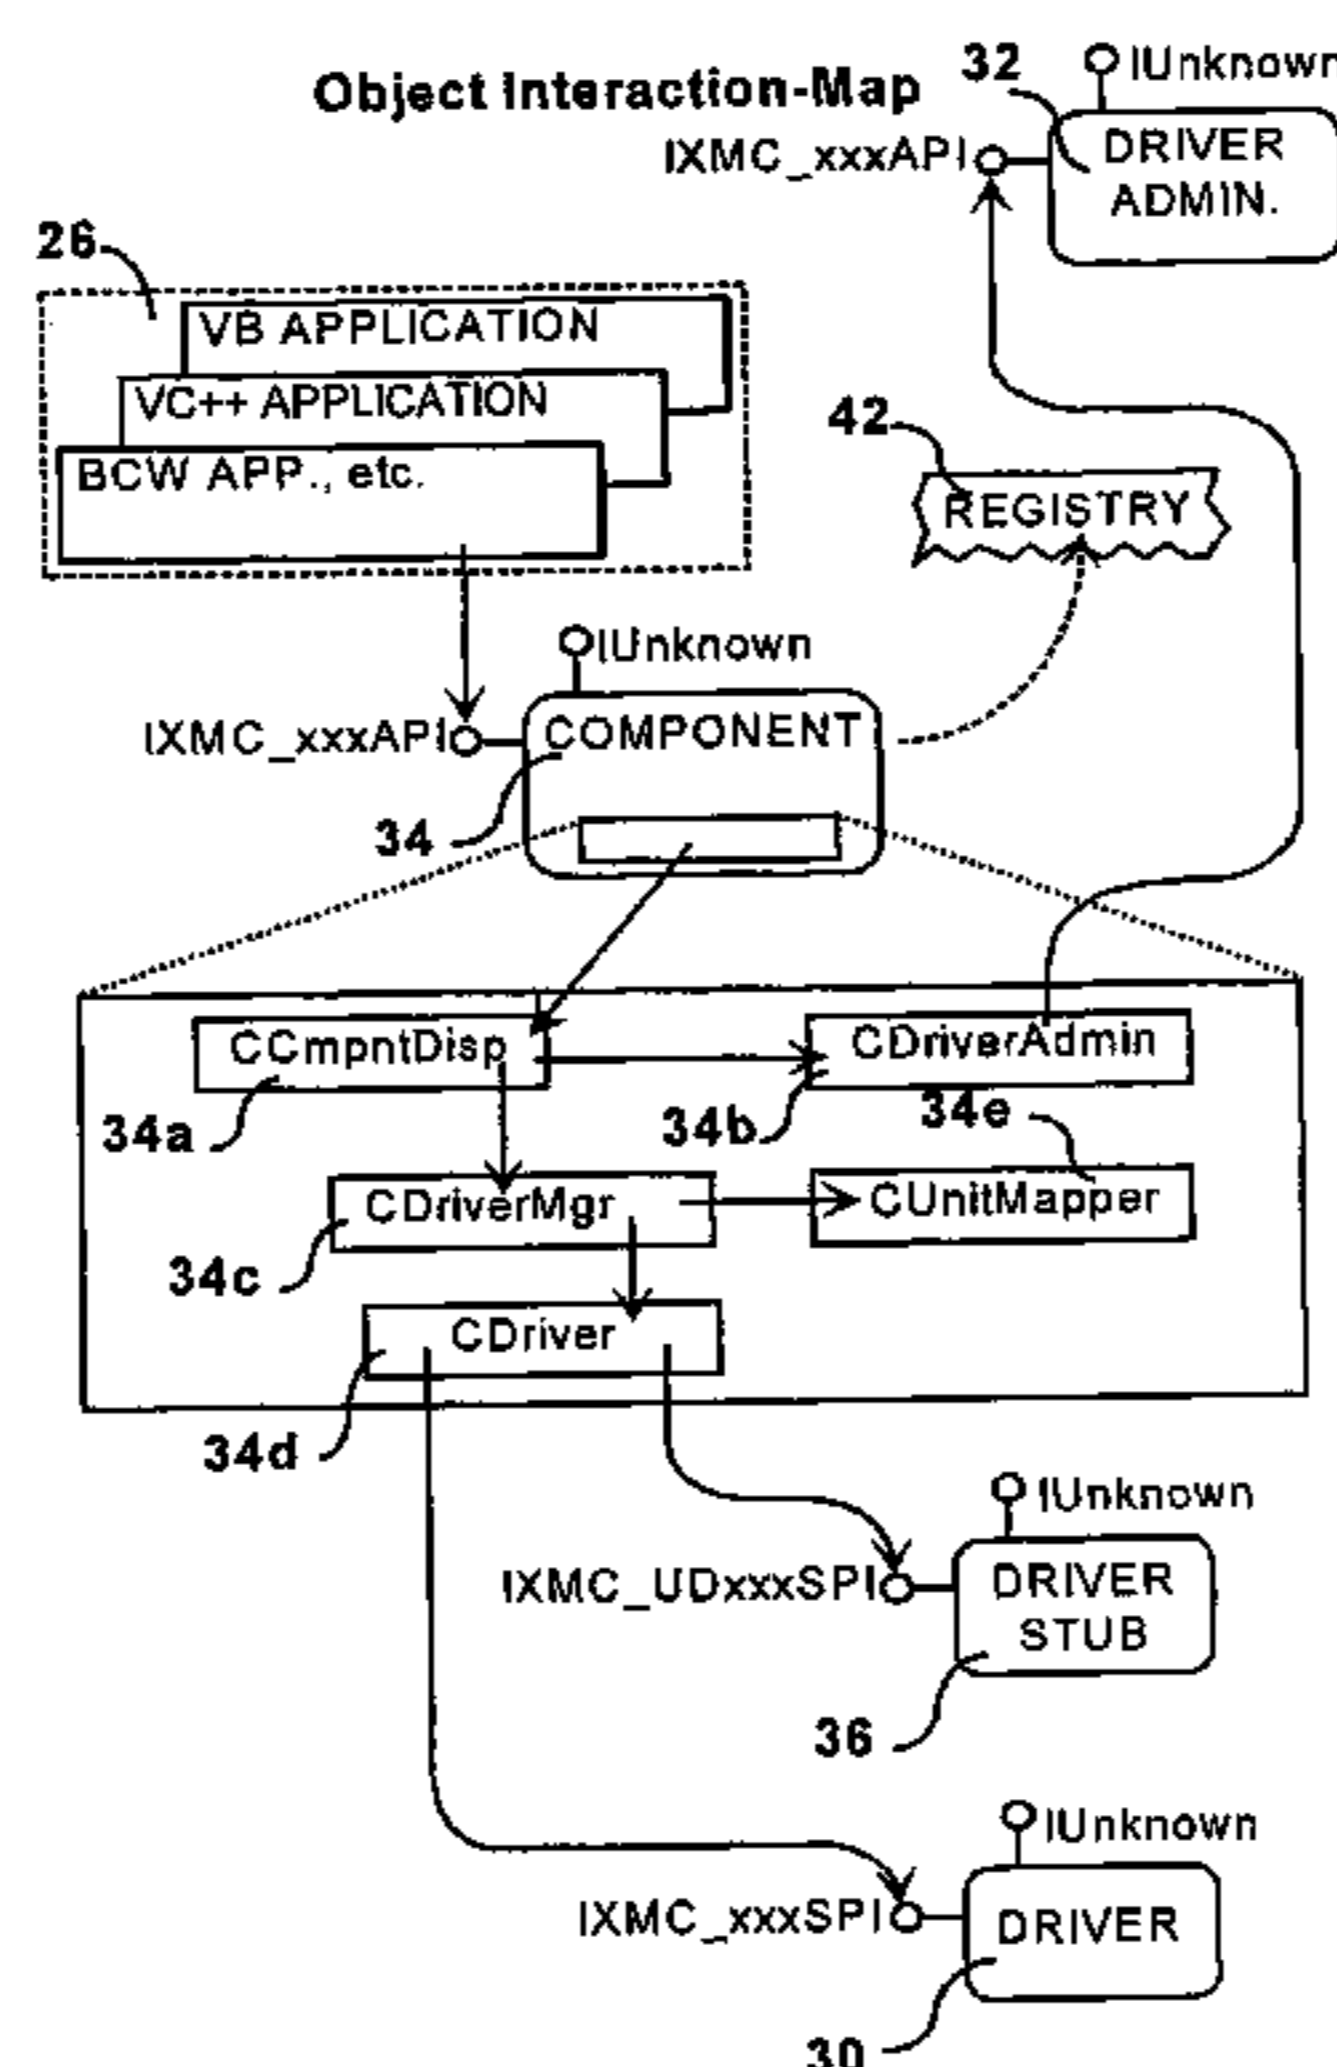 Object Interaction-Map
32
IUnknown
IXMC_xxxAPI
DRIVER
ADMIN.
26
VB APPLICATION
VC++ APPLICATION
BCW APP., etc.
42
REGISTRY
IUnknown
IXMC_xxxAPI
COMPONENT
34
CCmpntDisp
CDriverAdmin
34a
34b
34e
CDriverMgr
CUnitMapper
34c
CDriver
34d
IUnknown
IXMC_UDxxxSPI
DRIVER
STUB
36
IUnknown
IXMC_xxxSPI
DRIVER
30